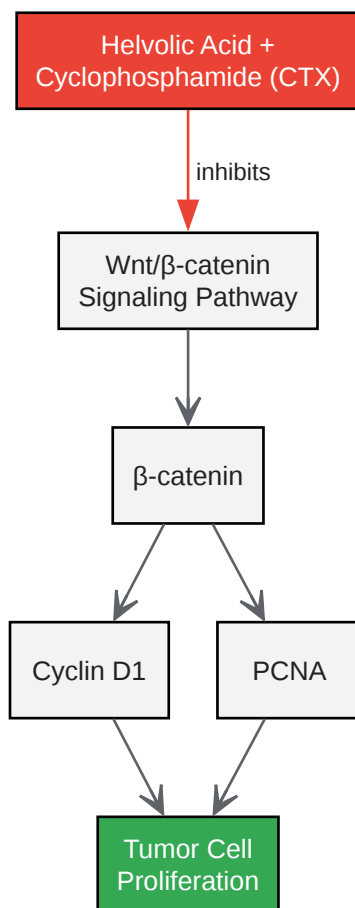 Helvolic Acid +
Cyclophosphamide (CTX)
inhibits
Wnt/β-catenin
Signaling Pathway
β-catenin
Cyclin D1
PCNA
Tumor Cell
Proliferation